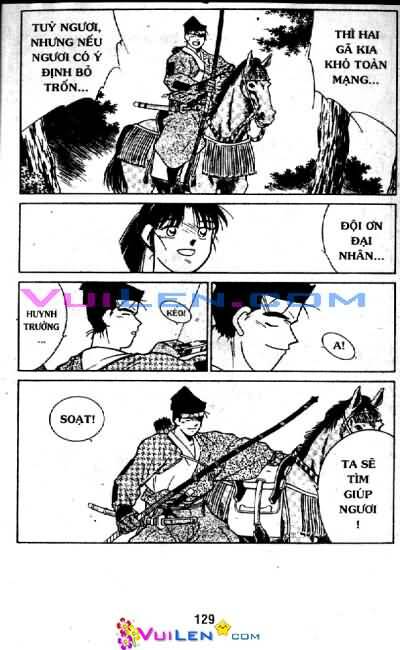 TUỲ NGƯƠI,
NHƯNG NẾU
NGƯƠI CÓ Ý
ĐỊNH BỎ
TRỐN...
THÌ HAI
GÃ KIA
KHÓ TOÀN
MẠNG...
ĐỘI ƠN
ĐẠI
NHÂN...
HUYNH
TRƯỞNG
...
KÉO!
A!
VUILEN.COM
SOẠT!
TA SẼ
TÌM
GIÚP
NGƯƠI
!
129
VUILEN.COM